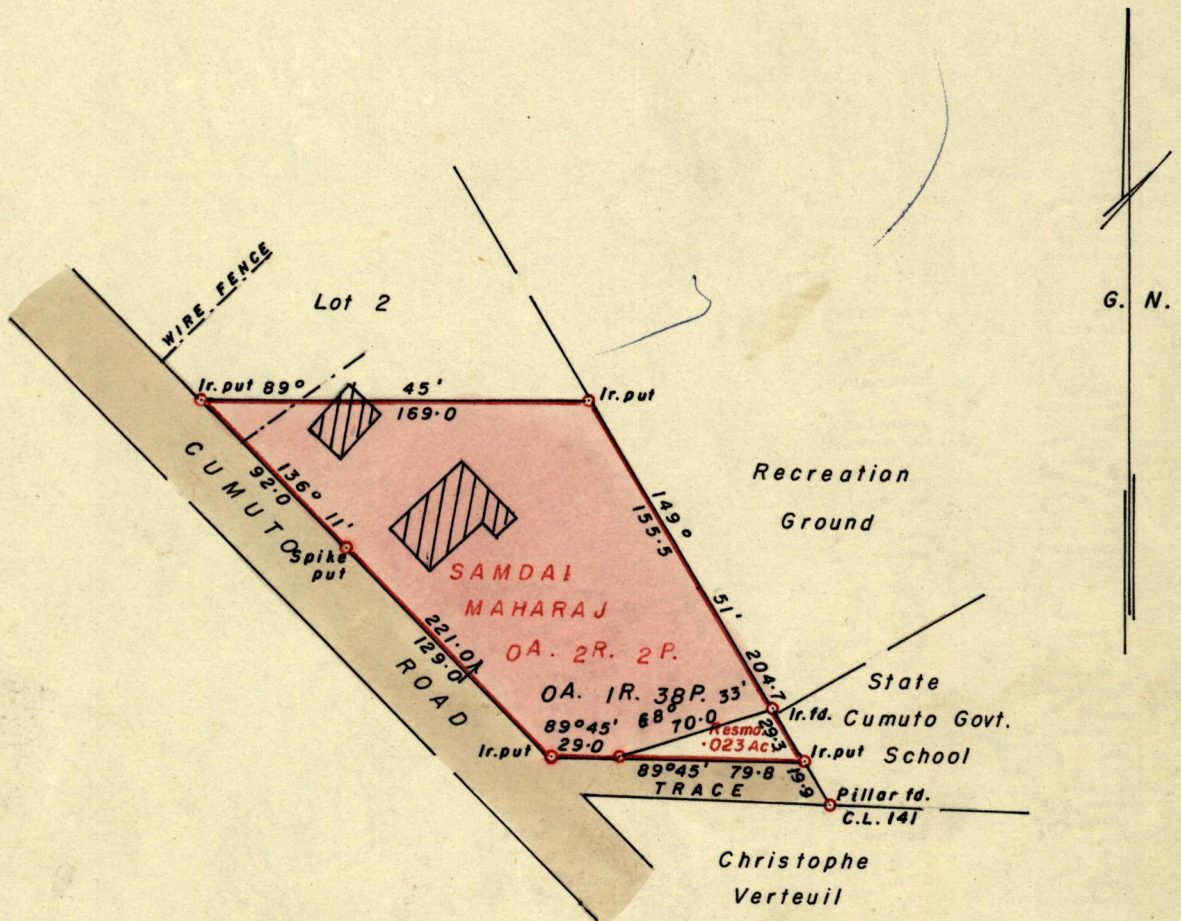 G. N.
WIRE FENCE
Lot 2
Ir. put
89° 45'
169.0
Ir. put
Recreation
Ground
136° 11'
92.0
CUMUTO ROAD
Spike
put
149° 51'
155.5
204.7
SAMDAI
MAHARAJ
0A. 2R. 2P.
0A. 1R. 38P.
221.0
129.0
68° 33'
70.0
89°45'
29.0
Ir. put
Resmd.
.023 Ac.
29.3
Ir. fd.
State
Cumuto Govt.
School
Ir. put
89°45' 79.8
TRACE
19.9
Pillar fd.
C.L. 141
Christophe
Verteuil